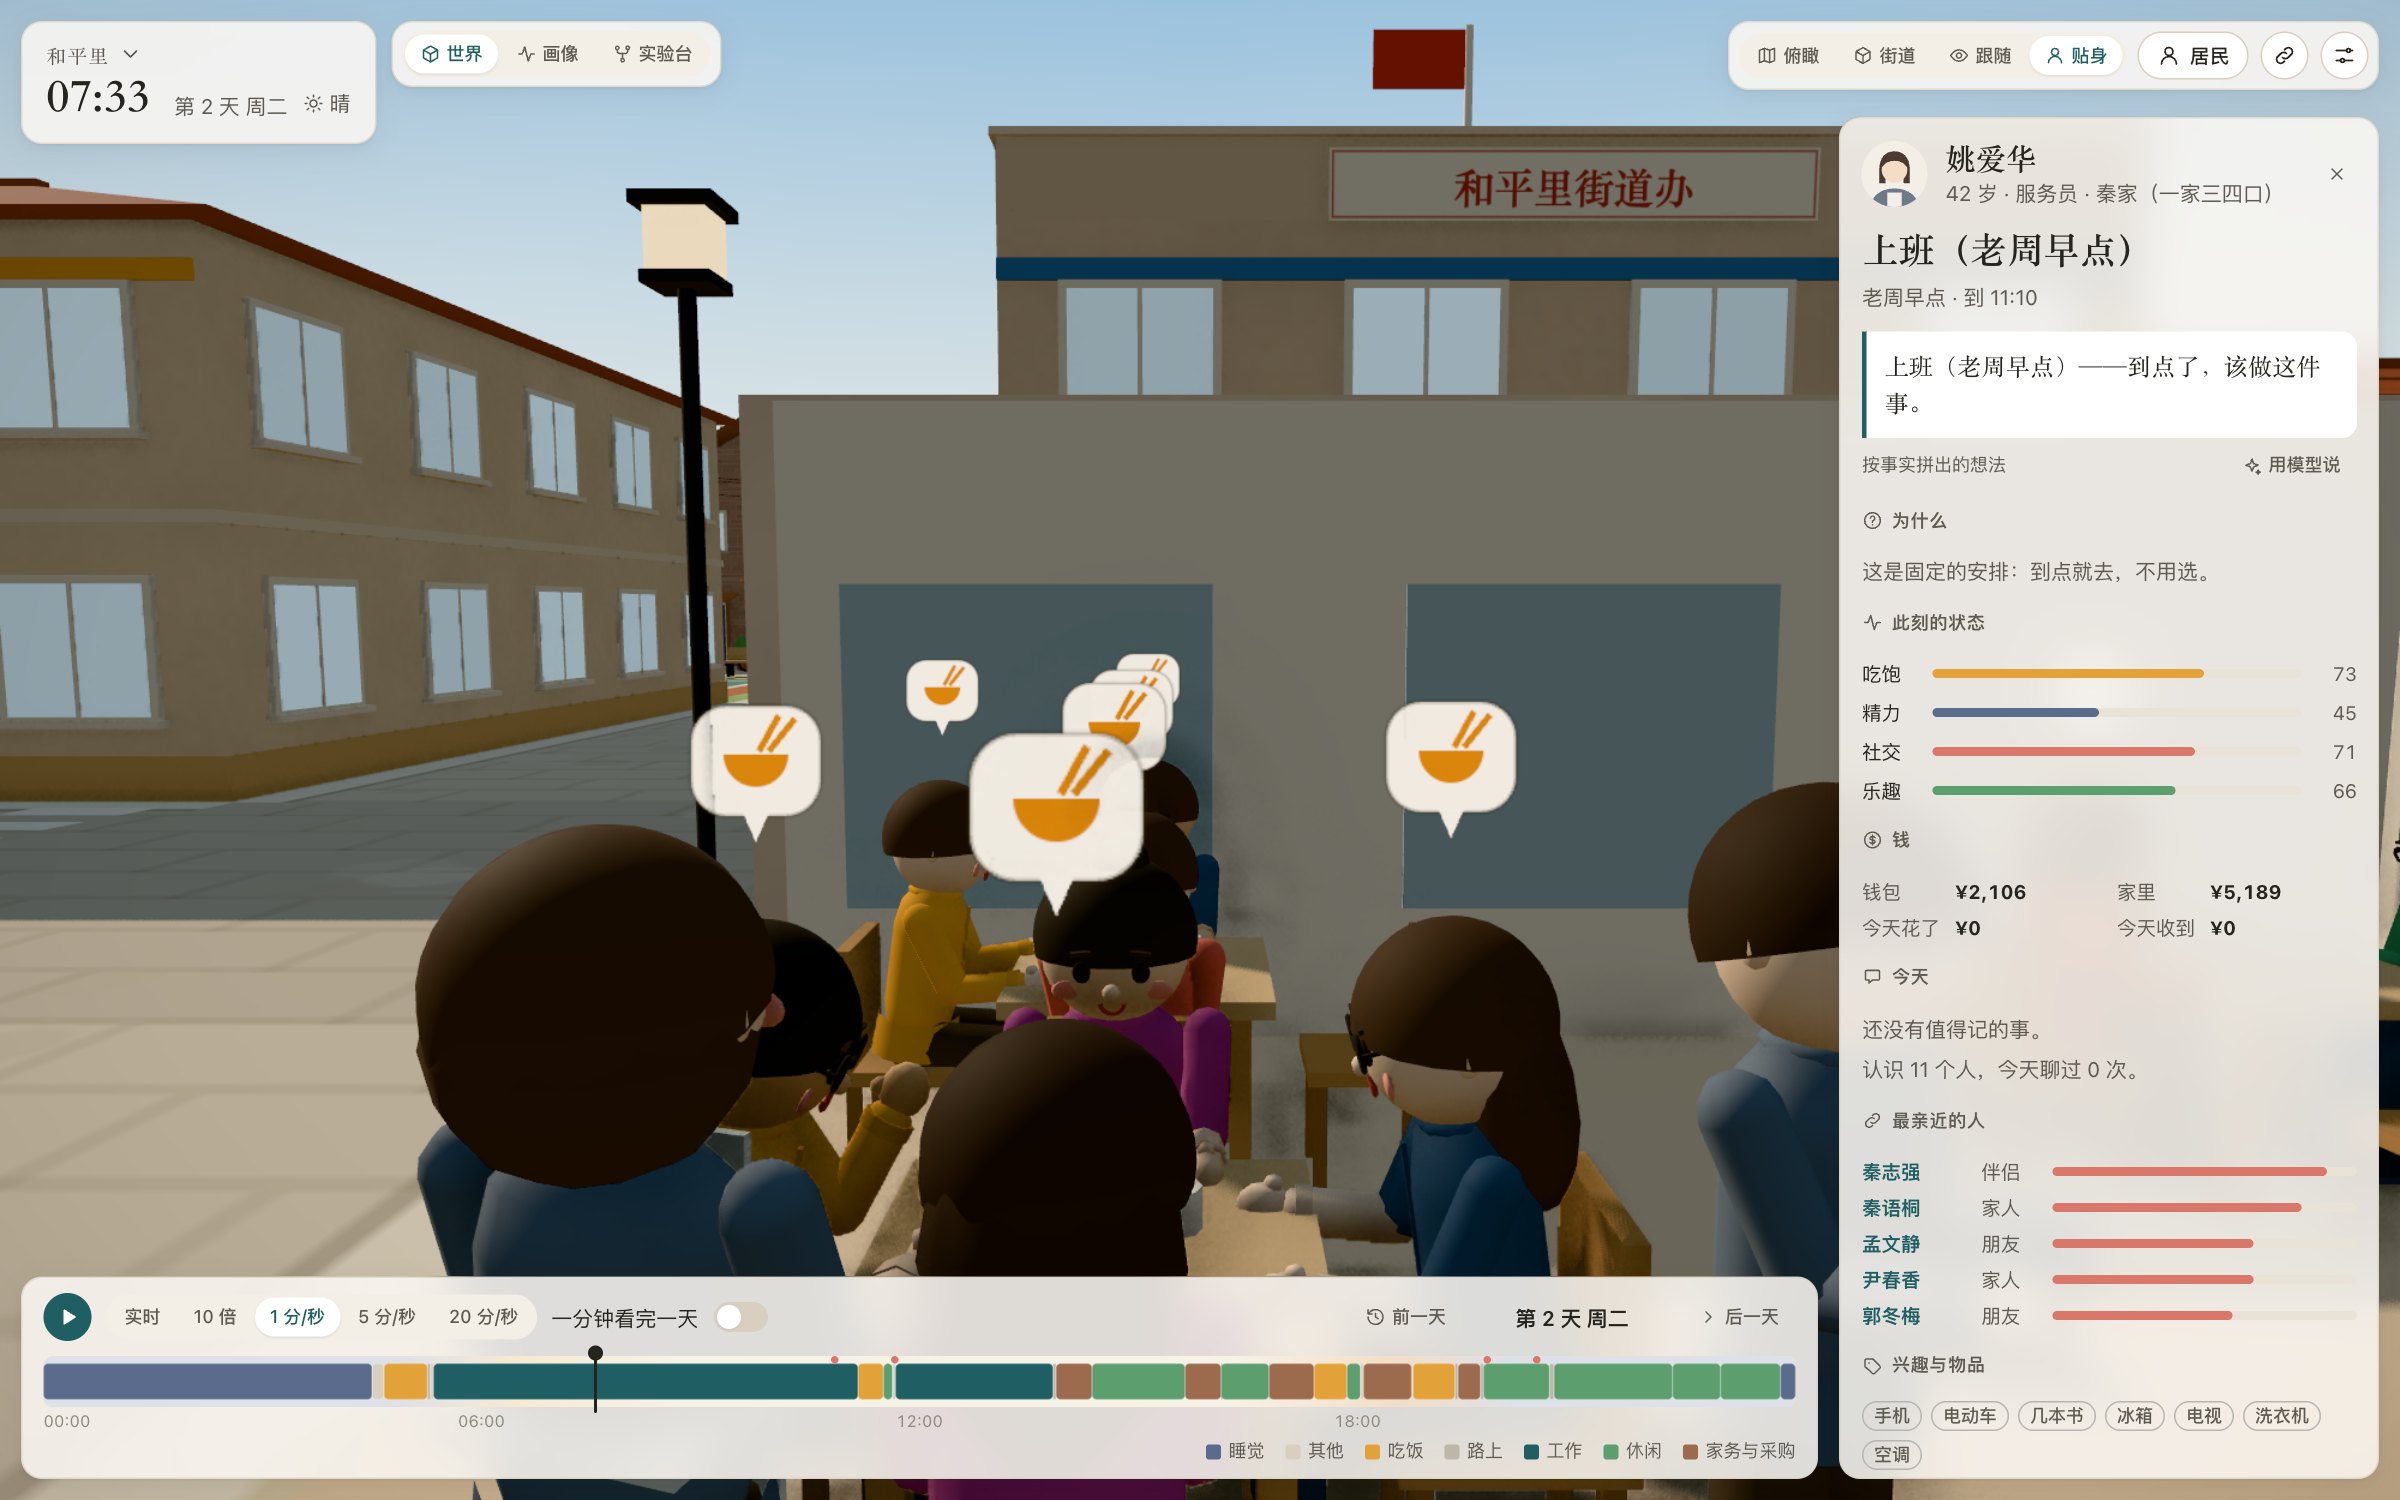 和平里
07:33 第 2 天 周二 晴
世界 画像 实验台
俯瞰 街道 跟随 贴身 居民
和平里街道办
姚爱华
42 岁 · 服务员 · 秦家（一家三四口）
上班（老周早点）
老周早点 · 到 11:10
上班（老周早点）——到点了，该做这件
事。
按事实拼出的想法 用模型说
为什么
这是固定的安排：到点就去，不用选。
此刻的状态
吃饱 73
精力 45
社交 71
乐趣 66
钱
钱包 ¥2,106 家里 ¥5,189
今天花了 ¥0 今天收到 ¥0
今天
还没有值得记的事。
认识 11 个人，今天聊过 0 次。
最亲近的人
秦志强 伴侣
秦语桐 家人
孟文静 朋友
尹春香 家人
郭冬梅 朋友
兴趣与物品
手机 电动车 几本书 冰箱 电视 洗衣机
空调
实时 10 倍 1 分/秒 5 分/秒 20 分/秒 一分钟看完一天 前一天 第 2 天 周二 后一天
00:00 06:00 12:00 18:00
睡觉 其他 吃饭 路上 工作 休闲 家务与采购